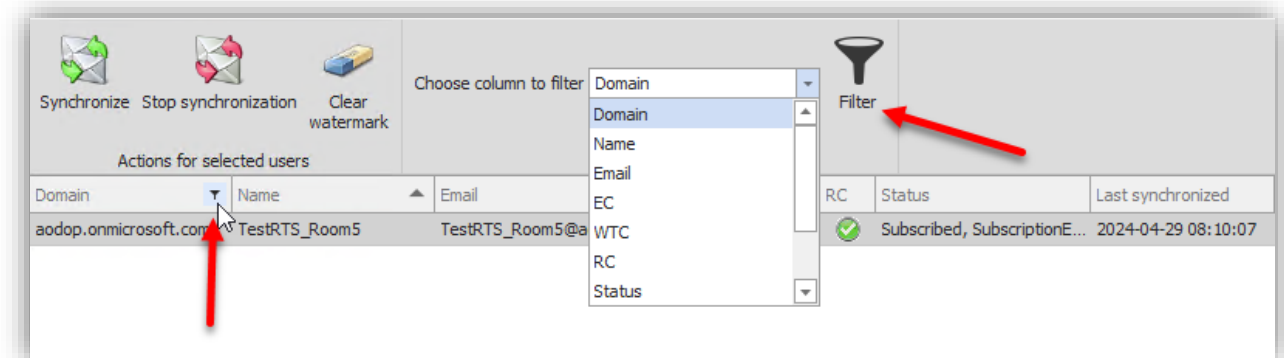 Choose column to filter Domain
Synchronize Stop synchronization Clear watermark Filter
Actions for selected users
Domain
Name
Email
EC
WTC
RC
Status
Domain Name Email RC Status Last synchronized
aodop.onmicrosoft.com TestRTS_Room5 TestRTS_Room5@a Subscribed, SubscriptionE... 2024-04-29 08:10:07